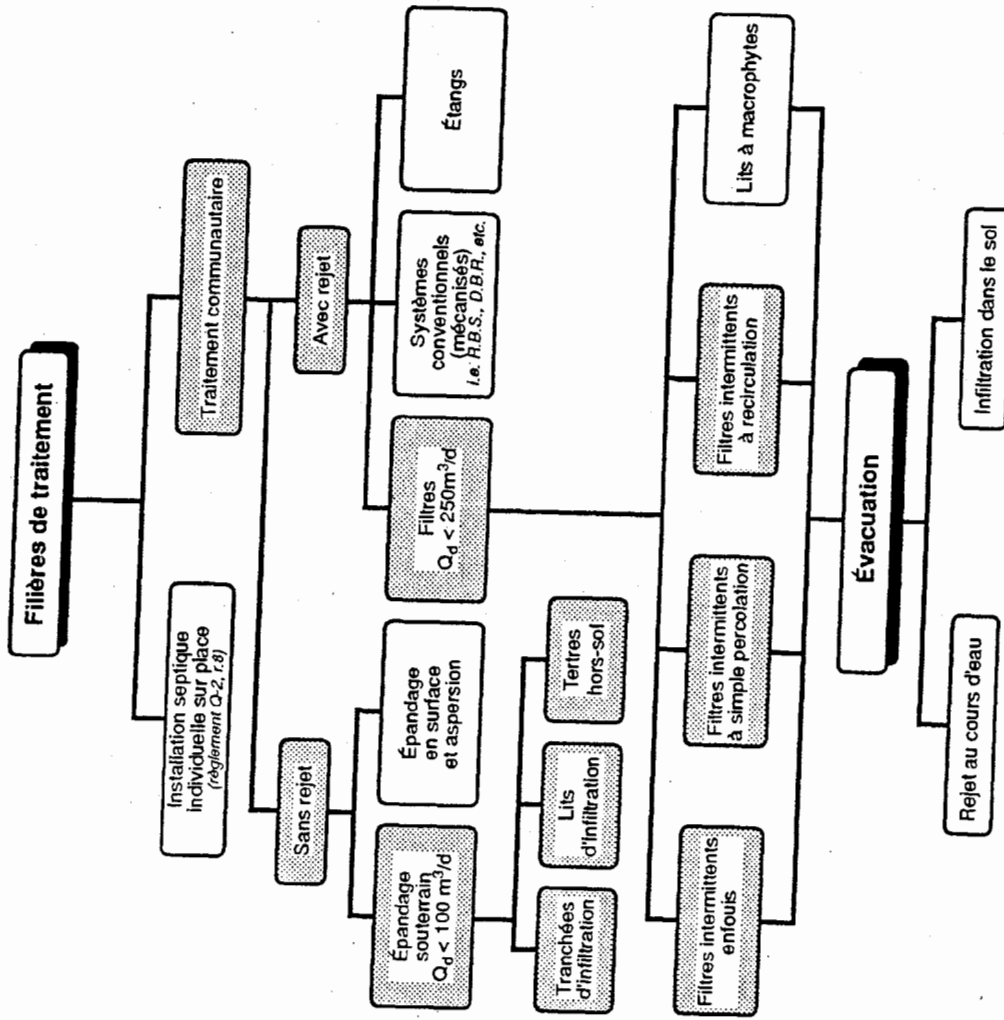 Filières de traitement
Installation septique
individuelle sur place
(règlement Q-2, r.8)
Traitement communautaire
Sans rejet
Avec rejet
Épandage
souterrain
Q_d < 100 m³/d
Épandage
en surface
et aspersion
Filtres
Q_d < 250m³/d
Systèmes
conventionnels
(mécanisés)
i.e: R.B.S., D.B.R., etc.
Étangs
Tranchées
d'infiltration
Lits
d'infiltration
Tertres
hors-sol
Filtres intermittents
enfouis
Filtres intermittents
à simple percolation
Filtres intermittents
à recirculation
Lits à macrophytes
Évacuation
Rejet au cours d'eau
Infiltration dans le sol